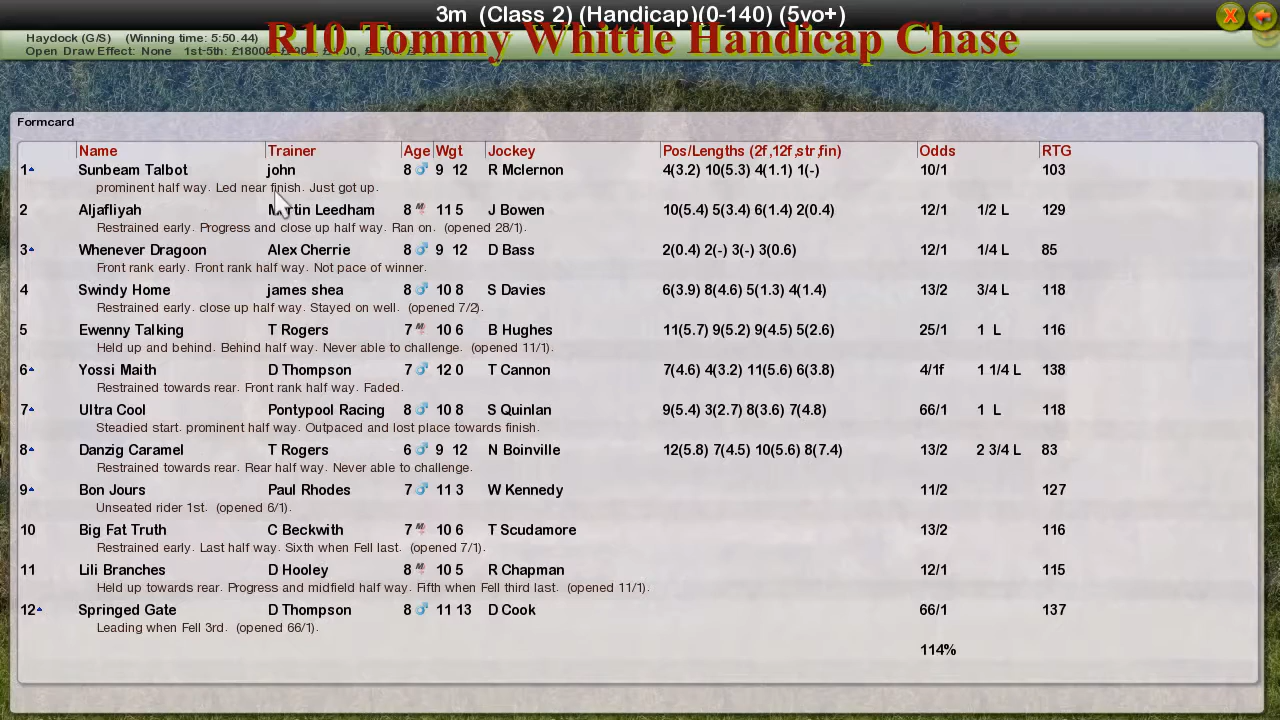 3m (Class 2) (Handicap)(0-140) (5vo+)
R10 Tommy Whittle Handicap Chase
Haydock (G/S) (Winning time: 5:50.44)
Open Draw Effect: None 1st-5th: £18000
Formcard
Name Trainer Age Wgt Jockey Pos/Lengths (2f,12f,str,fin) Odds RTG
1 Sunbeam Talbot john 8 9 12 R Mclernon 4(3.2) 10(5.3) 4(1.1) 1(-) 10/1 103
prominent half way. Led near finish. Just got up.
2 Aljafliyah Martin Leedham 8 11 5 J Bowen 10(5.4) 5(3.4) 6(1.4) 2(0.4) 12/1 1/2 L 129
Restrained early. Progress and close up half way. Ran on. (opened 28/1).
3 Whenever Dragoon Alex Cherrie 8 9 12 D Bass 2(0.4) 2(-) 3(-) 3(0.6) 12/1 1/4 L 85
Front rank early. Front rank half way. Not pace of winner.
4 Swindy Home james shea 8 10 8 S Davies 6(3.9) 8(4.6) 5(1.3) 4(1.4) 13/2 3/4 L 118
Restrained early. close up half way. Stayed on well. (opened 7/2).
5 Ewenny Talking T Rogers 7 10 6 B Hughes 11(5.7) 9(5.2) 9(4.5) 5(2.6) 25/1 1 L 116
Held up and behind. Behind half way. Never able to challenge. (opened 11/1).
6 Yossi Maith D Thompson 7 12 0 T Cannon 7(4.6) 4(3.2) 11(5.6) 6(3.8) 4/1f 1 1/4 L 138
Restrained towards rear. Front rank half way. Faded.
7 Ultra Cool Pontypool Racing 8 10 8 S Quinlan 9(5.4) 3(2.7) 8(3.6) 7(4.8) 66/1 1 L 118
Steadied start. prominent half way. Outpaced and lost place towards finish.
8 Danzig Caramel T Rogers 6 9 12 N Boinville 12(5.8) 7(4.5) 10(5.6) 8(7.4) 13/2 2 3/4 L 83
Restrained towards rear. Rear half way. Never able to challenge.
9 Bon Jours Paul Rhodes 7 11 3 W Kennedy 11/2 127
Unseated rider 1st. (opened 6/1).
10 Big Fat Truth C Beckwith 7 10 6 T Scudamore 13/2 116
Restrained early. Last half way. Sixth when Fell last. (opened 7/1).
11 Lili Branches D Hooley 8 10 5 R Chapman 12/1 115
Held up towards rear. Progress and midfield half way. Fifth when Fell third last. (opened 11/1).
12 Springed Gate D Thompson 8 11 13 D Cook 66/1 137
Leading when Fell 3rd. (opened 66/1).
114%